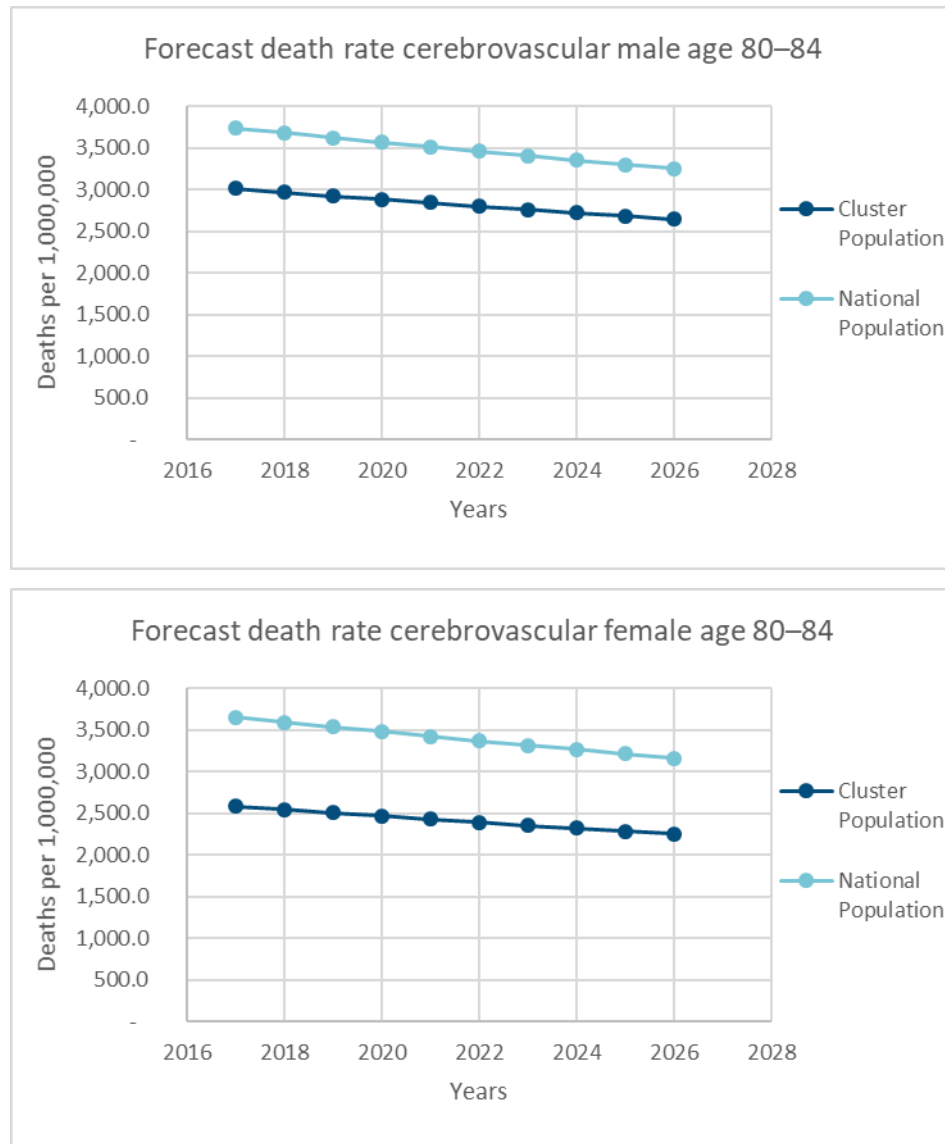 Forecast death rate cerebrovascular male age 80–84
4,000.0
3,500.0
3,000.0
2,500.0
2,000.0
1,500.0
1,000.0
500.0
-
Deaths per 1,000,000
2016 2018 2020 2022 2024 2026 2028
Years
Cluster
Population
National
Population
Forecast death rate cerebrovascular female age 80–84
4,000.0
3,500.0
3,000.0
2,500.0
2,000.0
1,500.0
1,000.0
500.0
-
Deaths per 1,000,000
2016 2018 2020 2022 2024 2026 2028
Years
Cluster
Population
National
Population